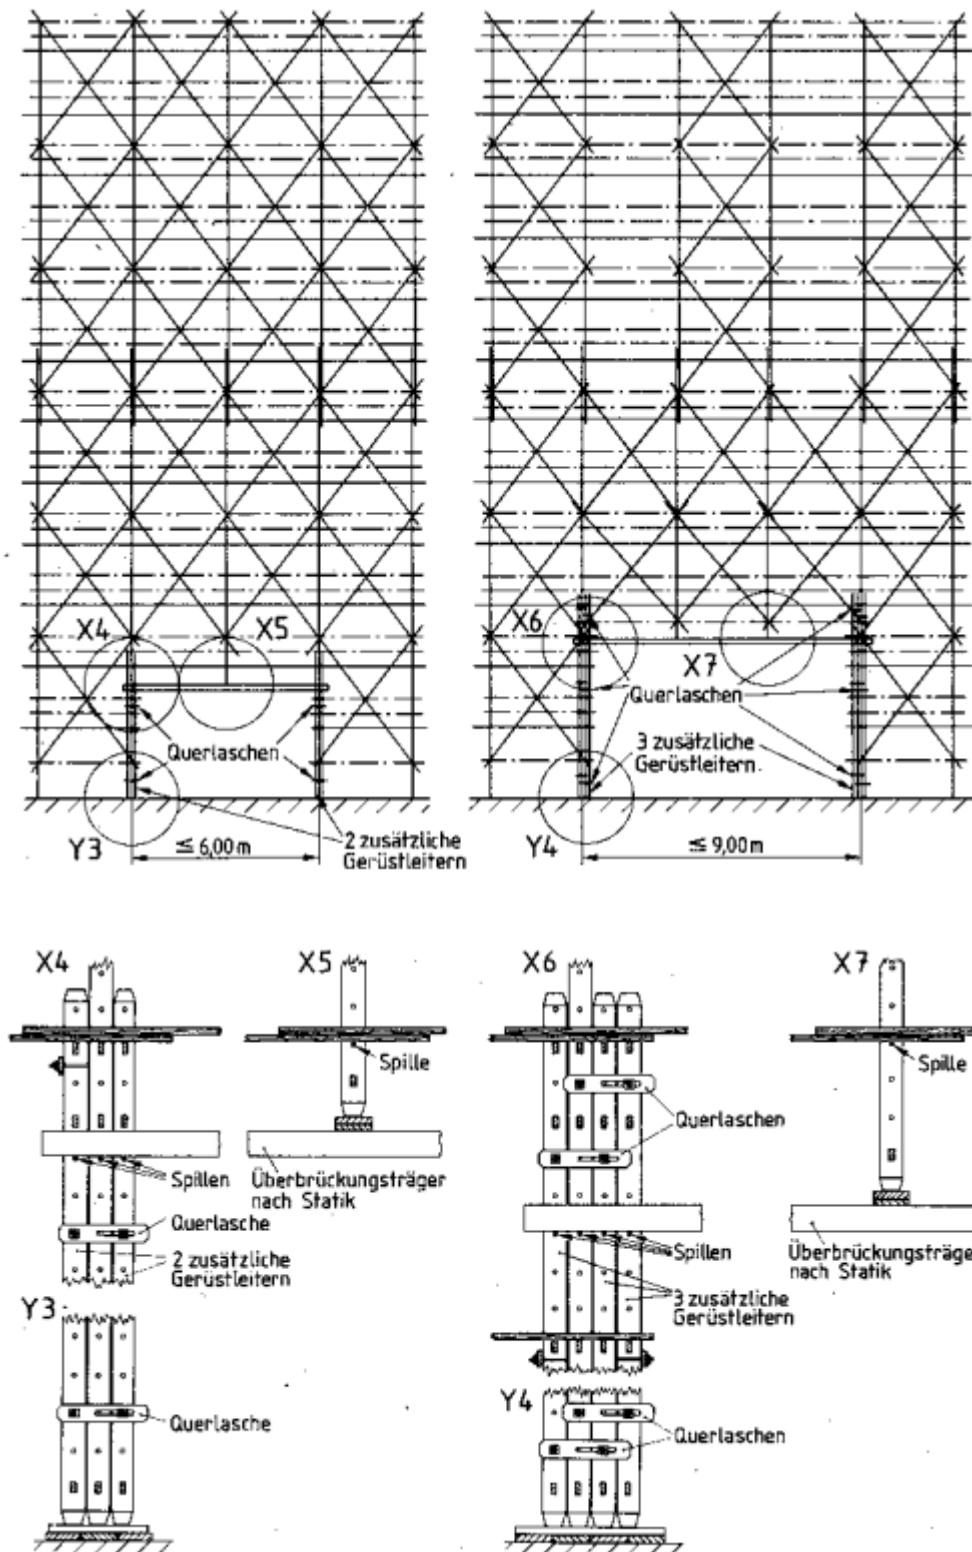 X4
X5
Querlaschen
Y3
≤ 6,00 m
2 zusätzliche
Gerüstleitern
X6
X7
Querlaschen
3 zusätzliche
Gerüstleitern.
Y4
≤ 9,00 m
X4
X5
Spille
Spillen
Überbrückungsträger
nach Statik
Querlasche
2 zusätzliche
Gerüstleitern
Y3
Querlasche
X6
X7
Spille
Querlaschen
Spillen
Überbrückungsträge
nach Statik
3 zusätzliche
Gerüstleitern
Y4
Querlaschen